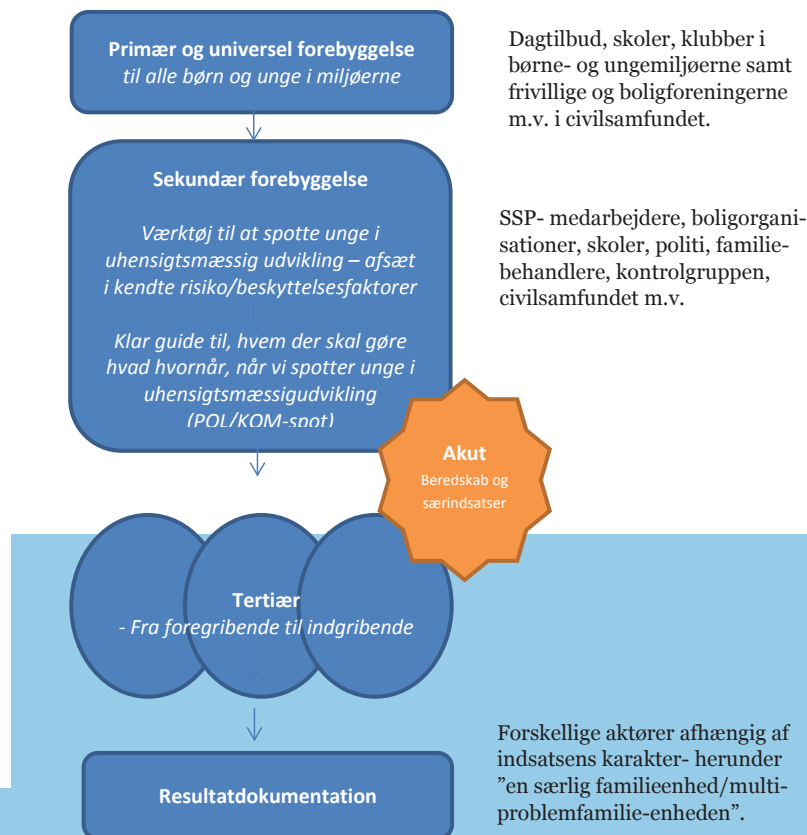 Primær og universel forebyggelse
til alle børn og unge i miljøerne
Dagtilbud, skoler, klubber i
børne- og ungemiljøerne samt
frivillige og boligforeningerne
m.v. i civilsamfundet.
Sekundær forebyggelse
Værktøj til at spotte unge i
uhensigtsmæssig udvikling – afsæt
i kendte risiko/beskyttelsesfaktorer
Klar guide til, hvem der skal gøre
hvad hvornår, når vi spotter unge i
uhensigtsmæssigudvikling
(POL/KOM-spot)
SSP- medarbejdere, boligorgani-
sationer, skoler, politi, familie-
behandlere, kontrolgruppen,
civilsamfundet m.v.
Akut
Beredskab og
særindsatser
Tertiær
- Fra foregribende til indgribende
Resultatdokumentation
Forskellige aktører afhængig af
indsatsens karakter- herunder
”en særlig familieenhed/multi-
problemfamilie-enheden”.